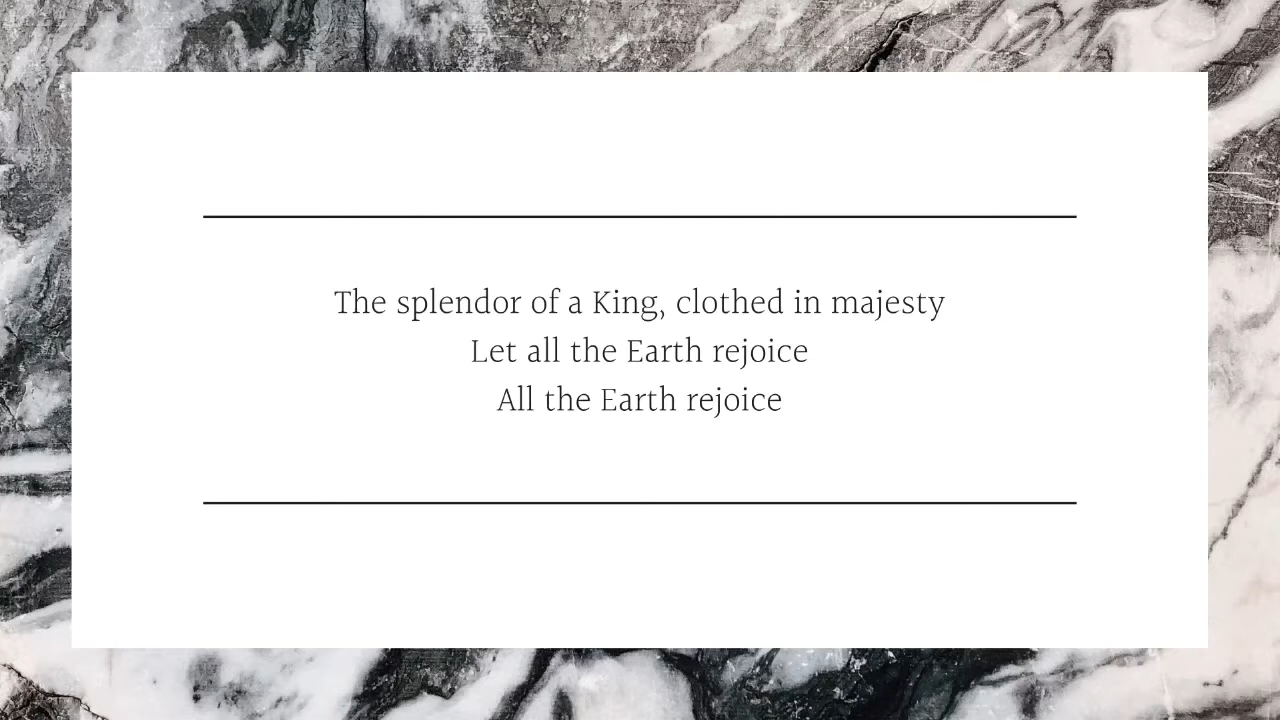 The splendor of a King, clothed in majesty
Let all the Earth rejoice
All the Earth rejoice